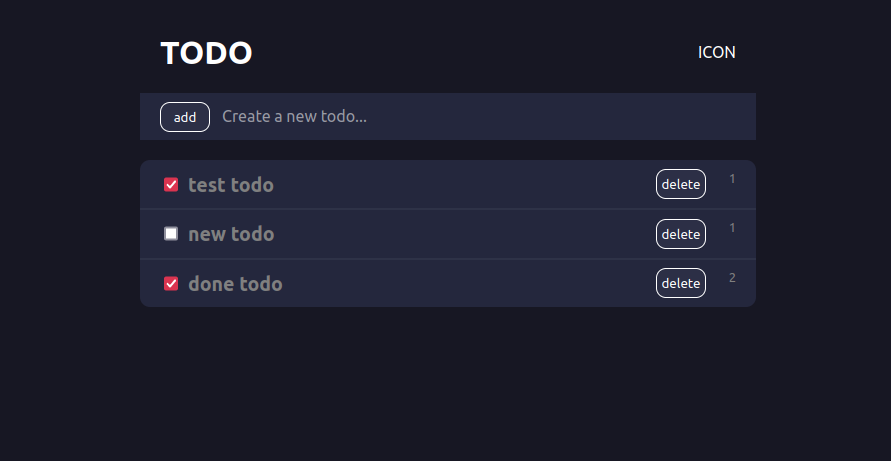 TODO ICON
add Create a new todo...
test todo delete 1
new todo delete 1
done todo delete 2